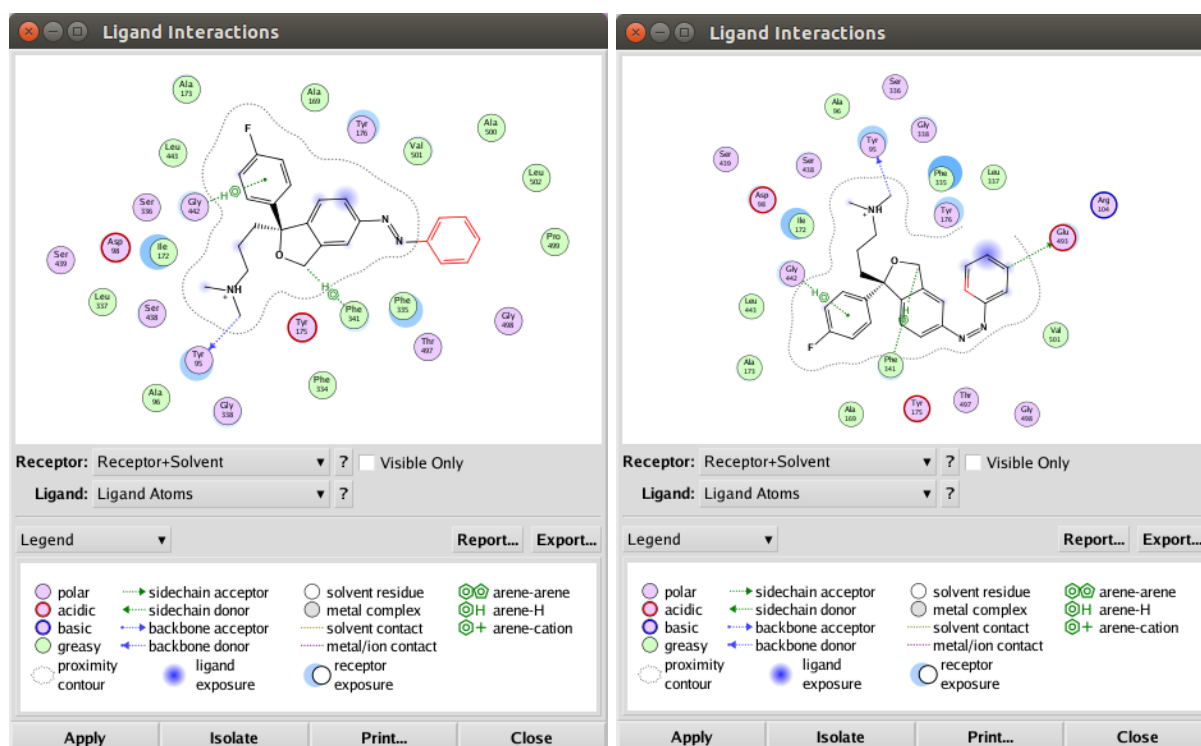 Ligand Interactions
Ala
173
Ala
169
Tyr
176
Ala
500
Val
501
Leu
443
Leu
502
F
H
Gly
442
Ser
336
Asp
98
Ile
172
Ser
439
N
N
Pro
499
O
H
Leu
337
NH
+
Ser
438
Phe
341
Phe
335
Gly
498
Tyr
175
Thr
497
Tyr
95
Phe
334
Ala
96
Gly
338
Receptor: Receptor+Solvent ? Visible Only
Ligand: Ligand Atoms ?
Legend Report... Export...
polar sidechain acceptor solvent residue arene-arene
acidic sidechain donor metal complex H arene-H
basic backbone acceptor solvent contact + arene-cation
greasy backbone donor metal/ion contact
proximity contour ligand exposure receptor exposure
Apply Isolate Print... Close
Ligand Interactions
Ser
336
Ala
96
Gly
338
Tyr
95
Ser
439
Ser
438
Phe
335
Leu
337
Asp
98
Arg
104
NH
+
Tyr
176
Ile
172
Glu
493
O
Gly
442
H
Leu
443
H
N
N
Val
501
F
Ala
173
Phe
341
Ala
169
Tyr
175
Thr
497
Gly
498
Receptor: Receptor+Solvent ? Visible Only
Ligand: Ligand Atoms ?
Legend Report... Export...
polar sidechain acceptor solvent residue arene-arene
acidic sidechain donor metal complex H arene-H
basic backbone acceptor solvent contact + arene-cation
greasy backbone donor metal/ion contact
proximity contour ligand exposure receptor exposure
Apply Isolate Print... Close